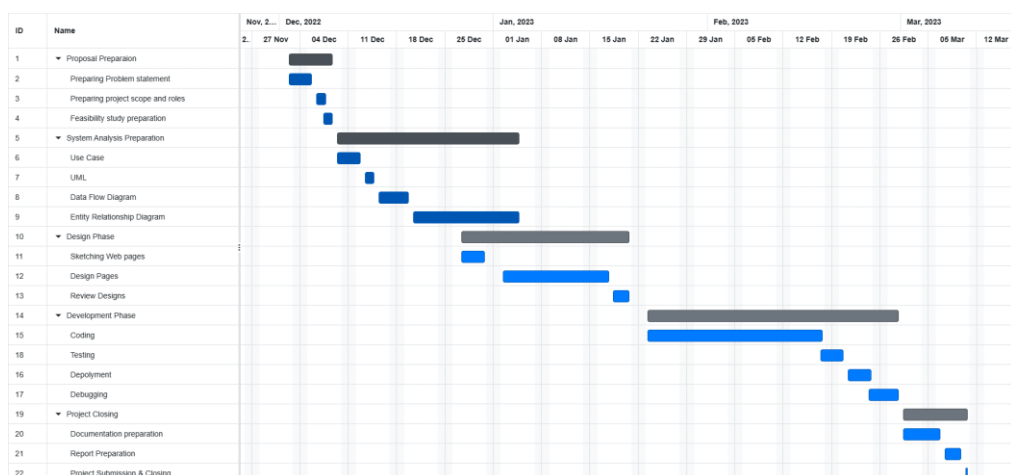 ID Name Nov, 2... Dec, 2022 Jan, 2023 Feb, 2023 Mar, 2023
2. 27 Nov 04 Dec 11 Dec 18 Dec 25 Dec 01 Jan 08 Jan 15 Jan 22 Jan 29 Jan 05 Feb 12 Feb 19 Feb 26 Feb 05 Mar 12 Mar
1 Proposal Preparaion
2 Preparing Problem statement
3 Preparing project scope and roles
4 Feasibility study preparation
5 System Analysis Preparation
6 Use Case
7 UML
8 Data Flow Diagram
9 Entity Relationship Diagram
10 Design Phase
11 Sketching Web pages
12 Design Pages
13 Review Designs
14 Development Phase
15 Coding
18 Testing
16 Depolyment
17 Debugging
19 Project Closing
20 Documentation preparation
21 Report Preparation
22 Project Submission & Closing